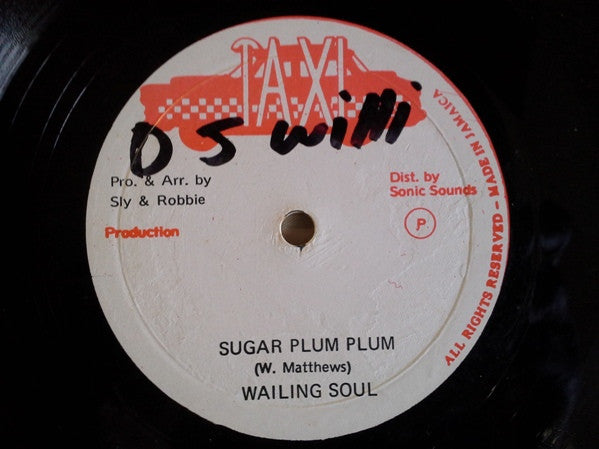 TAXI
D S willi
Pro. & Arr. by
Sly & Robbie
Production
Dist. by
Sonic Sounds
P
ALL RIGHTS RESERVED – MADE IN JAMAICA
SUGAR PLUM PLUM
(W. Matthews)
WAILING SOUL